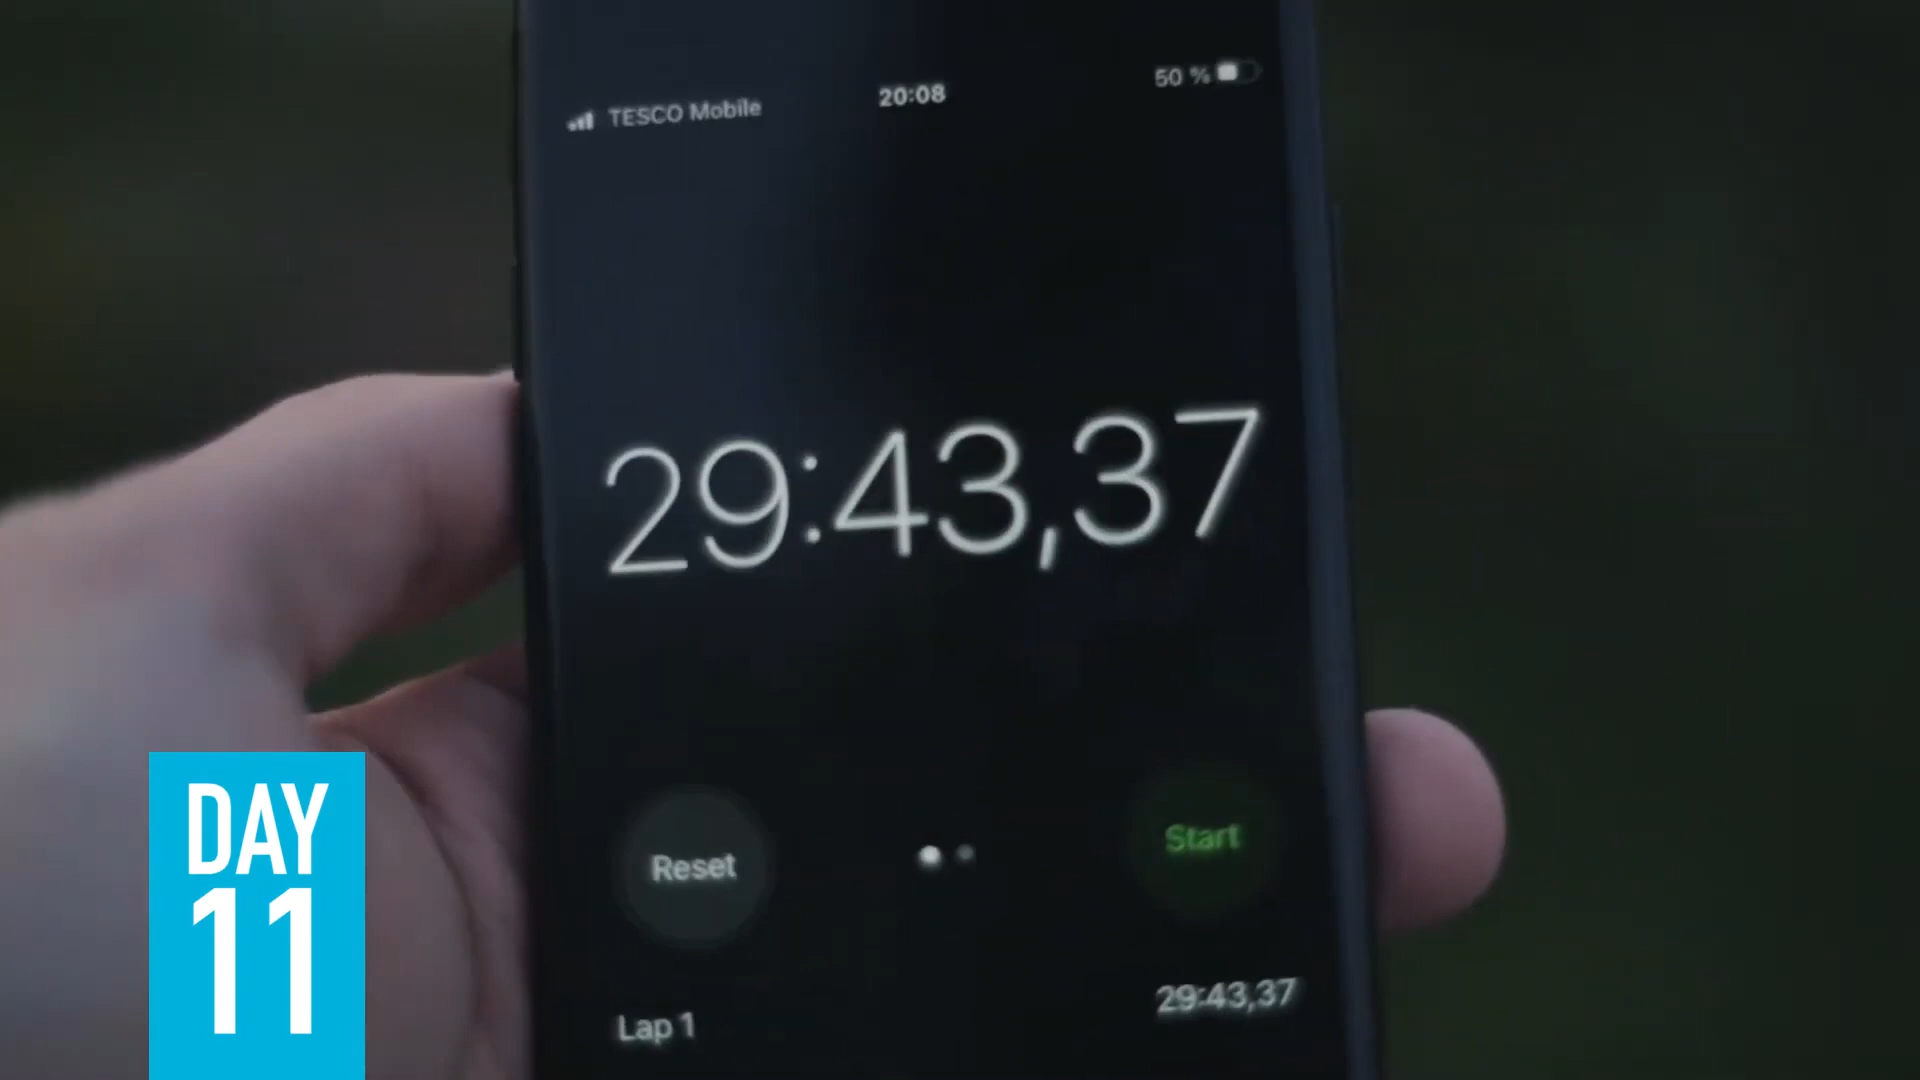 TESCO Mobile 20:08 50 %
29:43,37
Reset Start
Lap 1 29:43,37
DAY
11